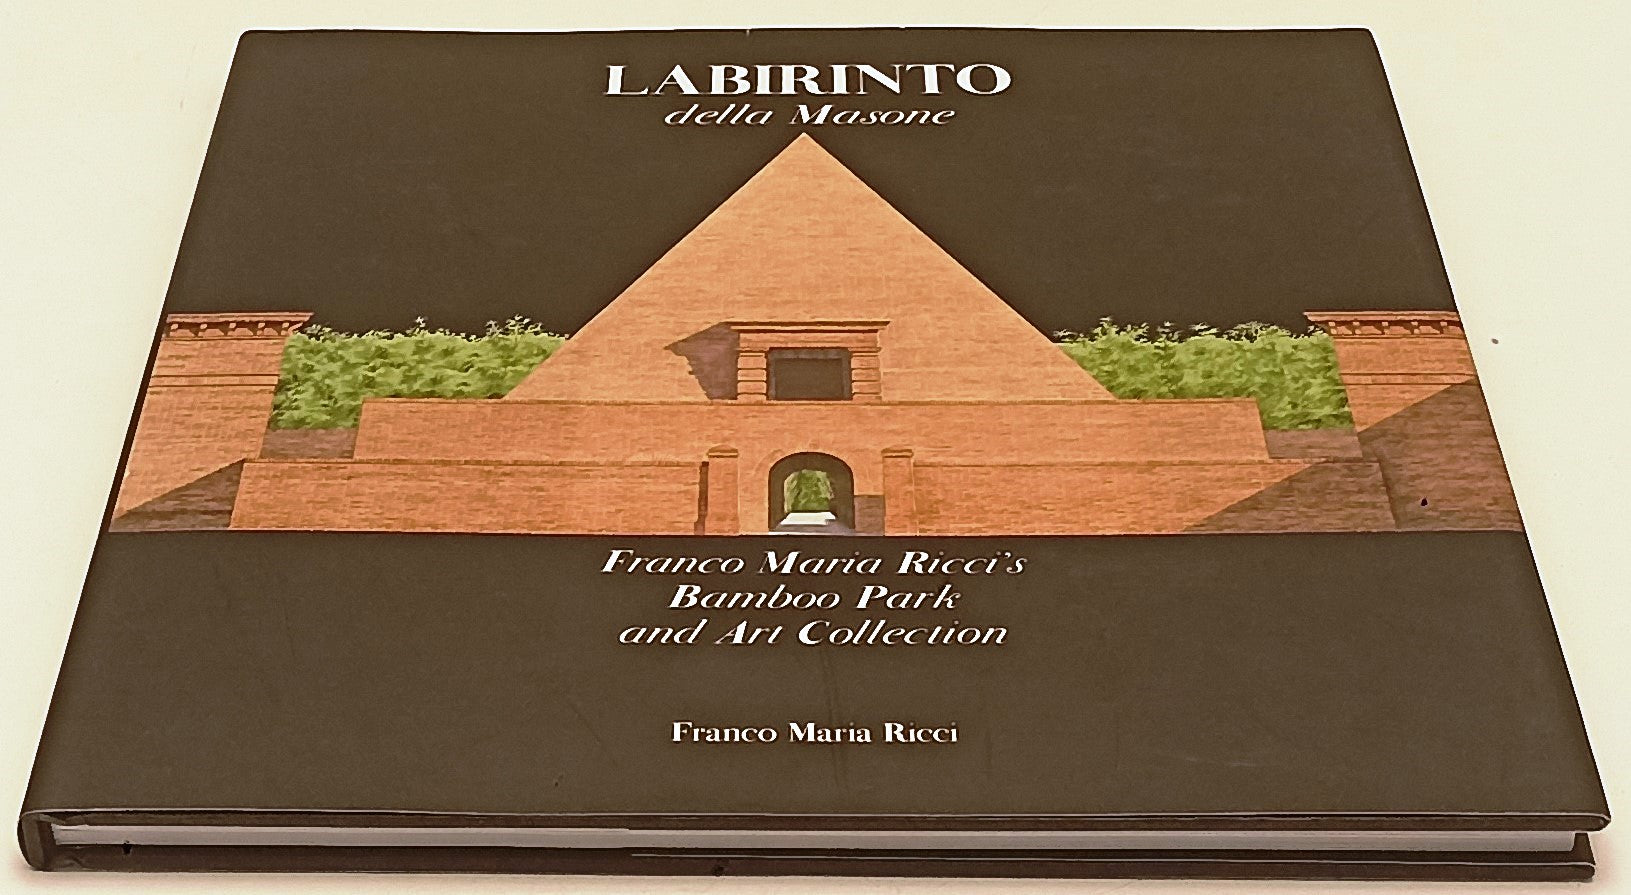 LABIRINTO
della Masone
Franco Maria Ricci's
Bamboo Park
and Art Collection
Franco Maria Ricci